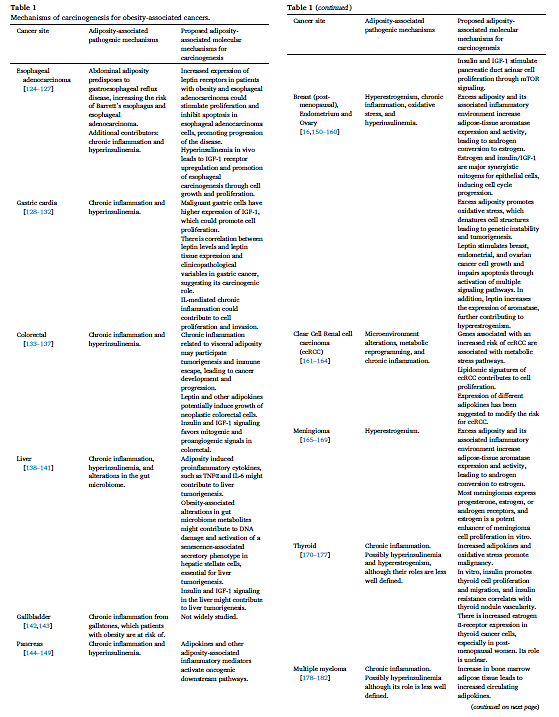 Table 1
Mechanisms of carcinogenesis for obesity-associated cancers.
Cancer site
Adiposity-associated
pathogenic mechanisms
Proposed adiposity-
associated molecular
mechanisms for
carcinogenesis
Esophageal
adenocarcinoma
[124–127]
Abdominal adiposity
predisposes to
gastroesophageal reflux
disease, increasing the risk
of Barrett's esophagus and
esophageal
adenocarcinoma.
Additional contributors:
chronic inflammation and
hyperinsulinemia.
Increased expression of
leptin receptors in patients
with obesity and esophageal
adenocarcinoma could
stimulate proliferation and
inhibit apoptosis in
esophageal adenocarcinoma
cells, promoting progression
of the disease.
Hyperinsulinemia in vivo
leads to IGF-1 receptor
upregulation and promotion
of esophageal
carcinogenesis through cell
growth and proliferation.
Gastric cardia
[128–132]
Chronic inflammation and
hyperinsulinemia.
Malignant gastric cells have
higher expression of IGF-1,
which could promote cell
proliferation.
There is correlation between
leptin levels and leptin
tissue expression and
clinicopathological
variables in gastric cancer,
suggesting its carcinogenic
role.
IL-mediated chronic
inflammation could
contribute to cell
proliferation and invasion.
Colorectal
[133–137]
Chronic inflammation and
hyperinsulinemia.
Chronic inflammation
related to visceral adiposity
may participate
tumorigenesis and immune
escape, leading to cancer
development and
progression.
Leptin and other adipokines
potentially induce growth of
neoplastic colorectal cells.
Insulin and IGF-1 signaling
favors mitogenic and
proangiogenic signals in
colorectal.
Liver
[138–141]
Chronic inflammation,
hyperinsulinemia, and
alterations in the gut
microbiome.
Adiposity induced
proinflammatory cytokines,
such as TNFα and IL-6 might
contribute to liver
tumorigenesis.
Obesity-associated
alterations in gut
microbiome metabolites
might contribute to DNA
damage and activation of a
senescence-associated
secretory phenotype in
hepatic stellate cells,
essential for liver
tumorigenesis.
Insulin and IGF-1 signaling
in the liver might contribute
to liver tumorigenesis.
Gallbladder
[142,143]
Chronic inflammation from
gallstones, which patients
with obesity are at risk of.
Not widely studied.
Pancreas
[144–149]
Chronic inflammation and
hyperinsulinemia.
Adipokines and other
adiposity-associated
inflammatory mediators
activate oncogenic
downstream pathways.
Table 1 (continued)
Cancer site
Adiposity-associated
pathogenic mechanisms
Proposed adiposity-
associated molecular
mechanisms for
carcinogenesis
Insulin and IGF-1 stimulate
pancreatic duct acinar cell
proliferation through mTOR
signaling.
Breast (post-
menopausal),
Endometrium and
Ovary
[16,150–160]
Hyperestrogenism, chronic
inflammation, oxidative
stress, and
hyperinsulinemia.
Excess adiposity and its
associated inflammatory
environment increase
adipose-tissue aromatase
expression and activity,
leading to androgen
conversion to estrogen.
Estrogen and insulin/IGF-1
are major synergistic
mitogens for epithelial cells,
inducing cell cycle
progression.
Excess adiposity promotes
oxidative stress, which
denatures cell structures
leading to genetic instability
and tumorigenesis.
Leptin stimulates breast,
endometrial, and ovarian
cancer cell growth and
impairs apoptosis through
activation of multiple
signaling pathways. In
addition, leptin increases
the expression of aromatase,
further contributing to
hyperestrogenism.
Clear Cell Renal cell
carcinoma
(ccRCC)
[161–164]
Microenvironment
alterations, metabolic
reprogramming, and
chronic inflammation.
Genes associated with an
increased risk of ccRCC are
associated with metabolic
stress pathways.
Lipidomic signatures of
ccRCC contributes to cell
proliferation.
Expression of different
adipokines has been
suggested to modify the risk
for ccRCC.
Meningioma
[165–169]
Hyperestrogenism.
Excess adiposity and its
associated inflammatory
environment increase
adipose-tissue aromatase
expression and activity,
leading to androgen
conversion to estrogen.
Most meningiomas express
progesterone, estrogen, or
androgen receptors, and
estrogen is a potent
enhancer of meningioma
cell proliferation in vitro.
Thyroid
[170–177]
Chronic inflammation.
Possibly hyperinsulinemia
and hyperestrogenism,
although their roles are less
well defined.
Increased adipokines and
oxidative stress promote
malignancy.
In vitro, insulin promotes
thyroid cell proliferation
and migration, and insulin
resistance correlates with
thyroid nodule vascularity.
There is increased estrogen
α-receptor expression in
thyroid cancer cells,
especially in post-
menopausal women. Its role
is unclear.
Multiple myeloma
[178–182]
Chronic inflammation.
Possibly hyperinsulinemia
although its role is less well
defined.
Increase in bone marrow
adipose tissue leads to
increased circulating
adipokines.
(continued on next page)